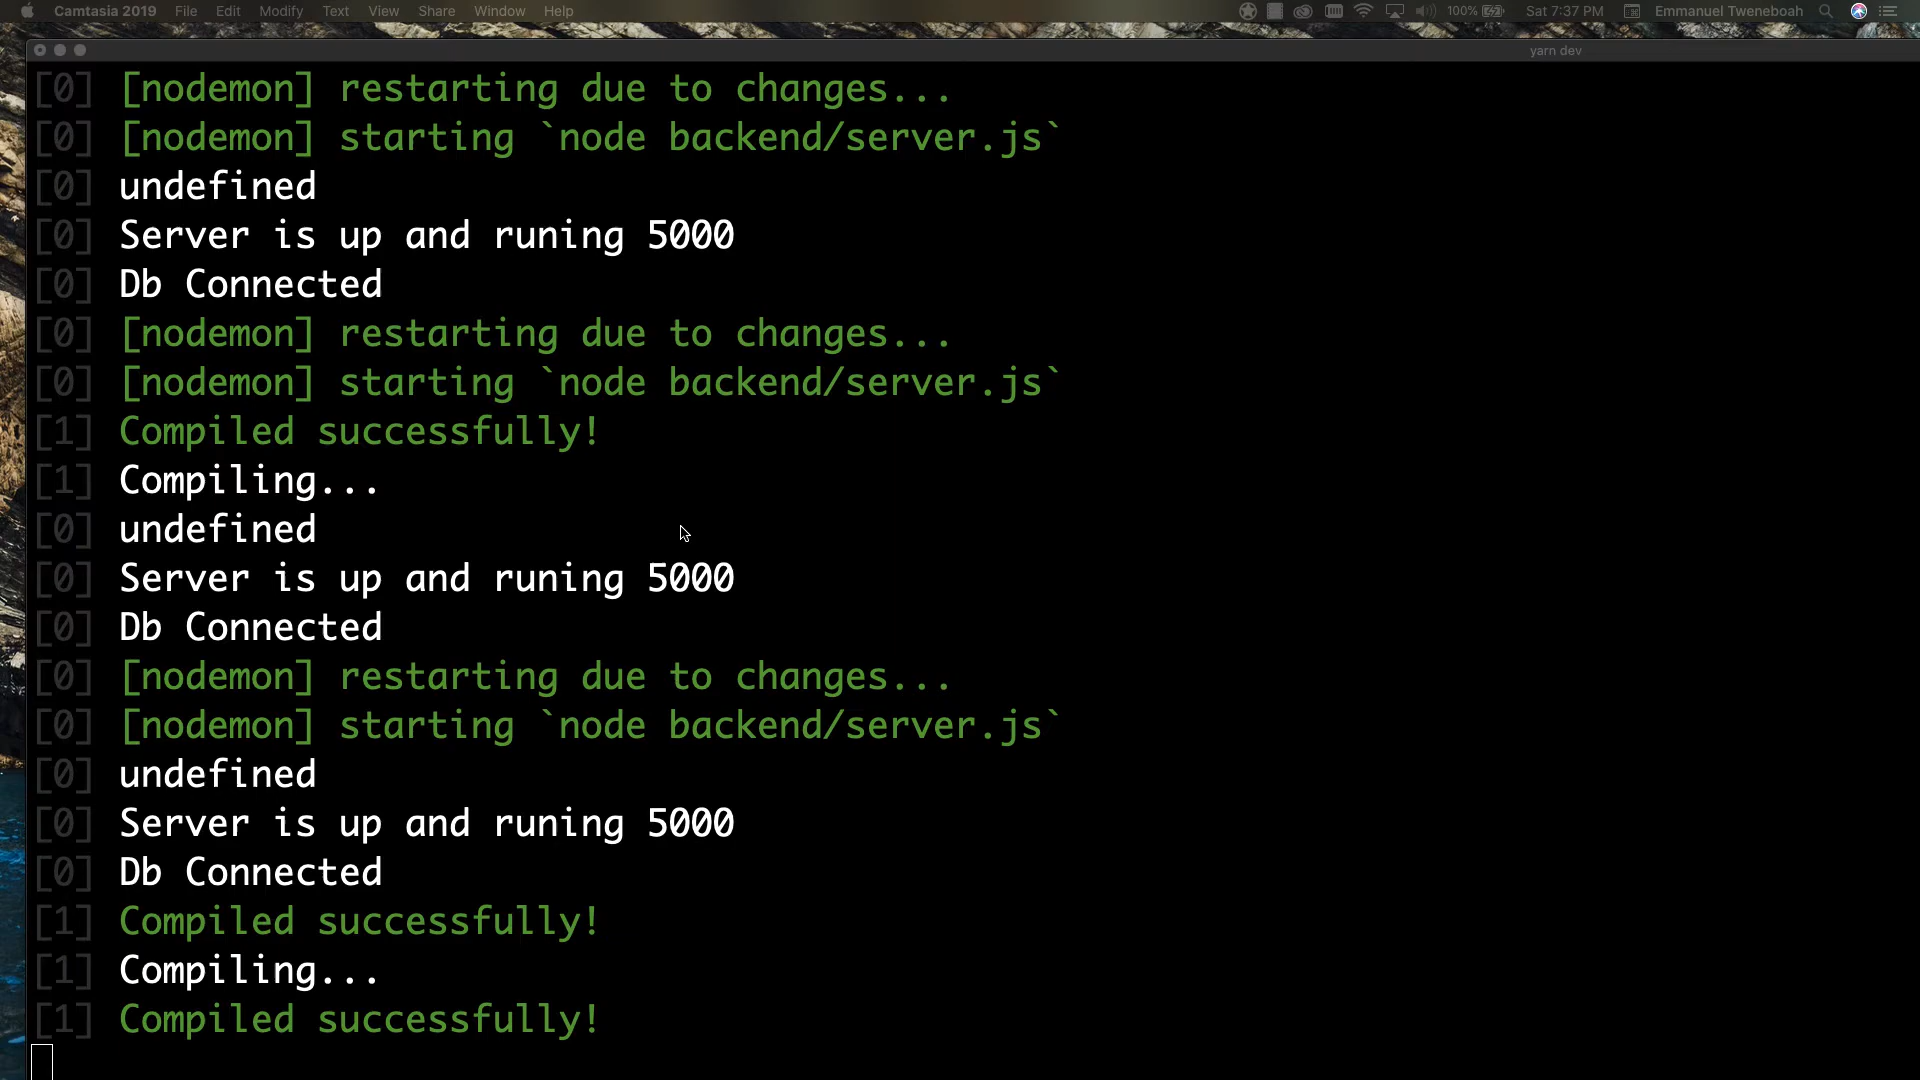 Camtasia 2019 File Edit Modify Text View Share Window Help 100% Sat 7:37 PM Emmanuel Tweneboah
yarn dev
[0] [nodemon] restarting due to changes...
[0] [nodemon] starting `node backend/server.js`
[0] undefined
[0] Server is up and runing 5000
[0] Db Connected
[0] [nodemon] restarting due to changes...
[0] [nodemon] starting `node backend/server.js`
[1] Compiled successfully!
[1] Compiling...
[0] undefined
[0] Server is up and runing 5000
[0] Db Connected
[0] [nodemon] restarting due to changes...
[0] [nodemon] starting `node backend/server.js`
[0] undefined
[0] Server is up and runing 5000
[0] Db Connected
[1] Compiled successfully!
[1] Compiling...
[1] Compiled successfully!